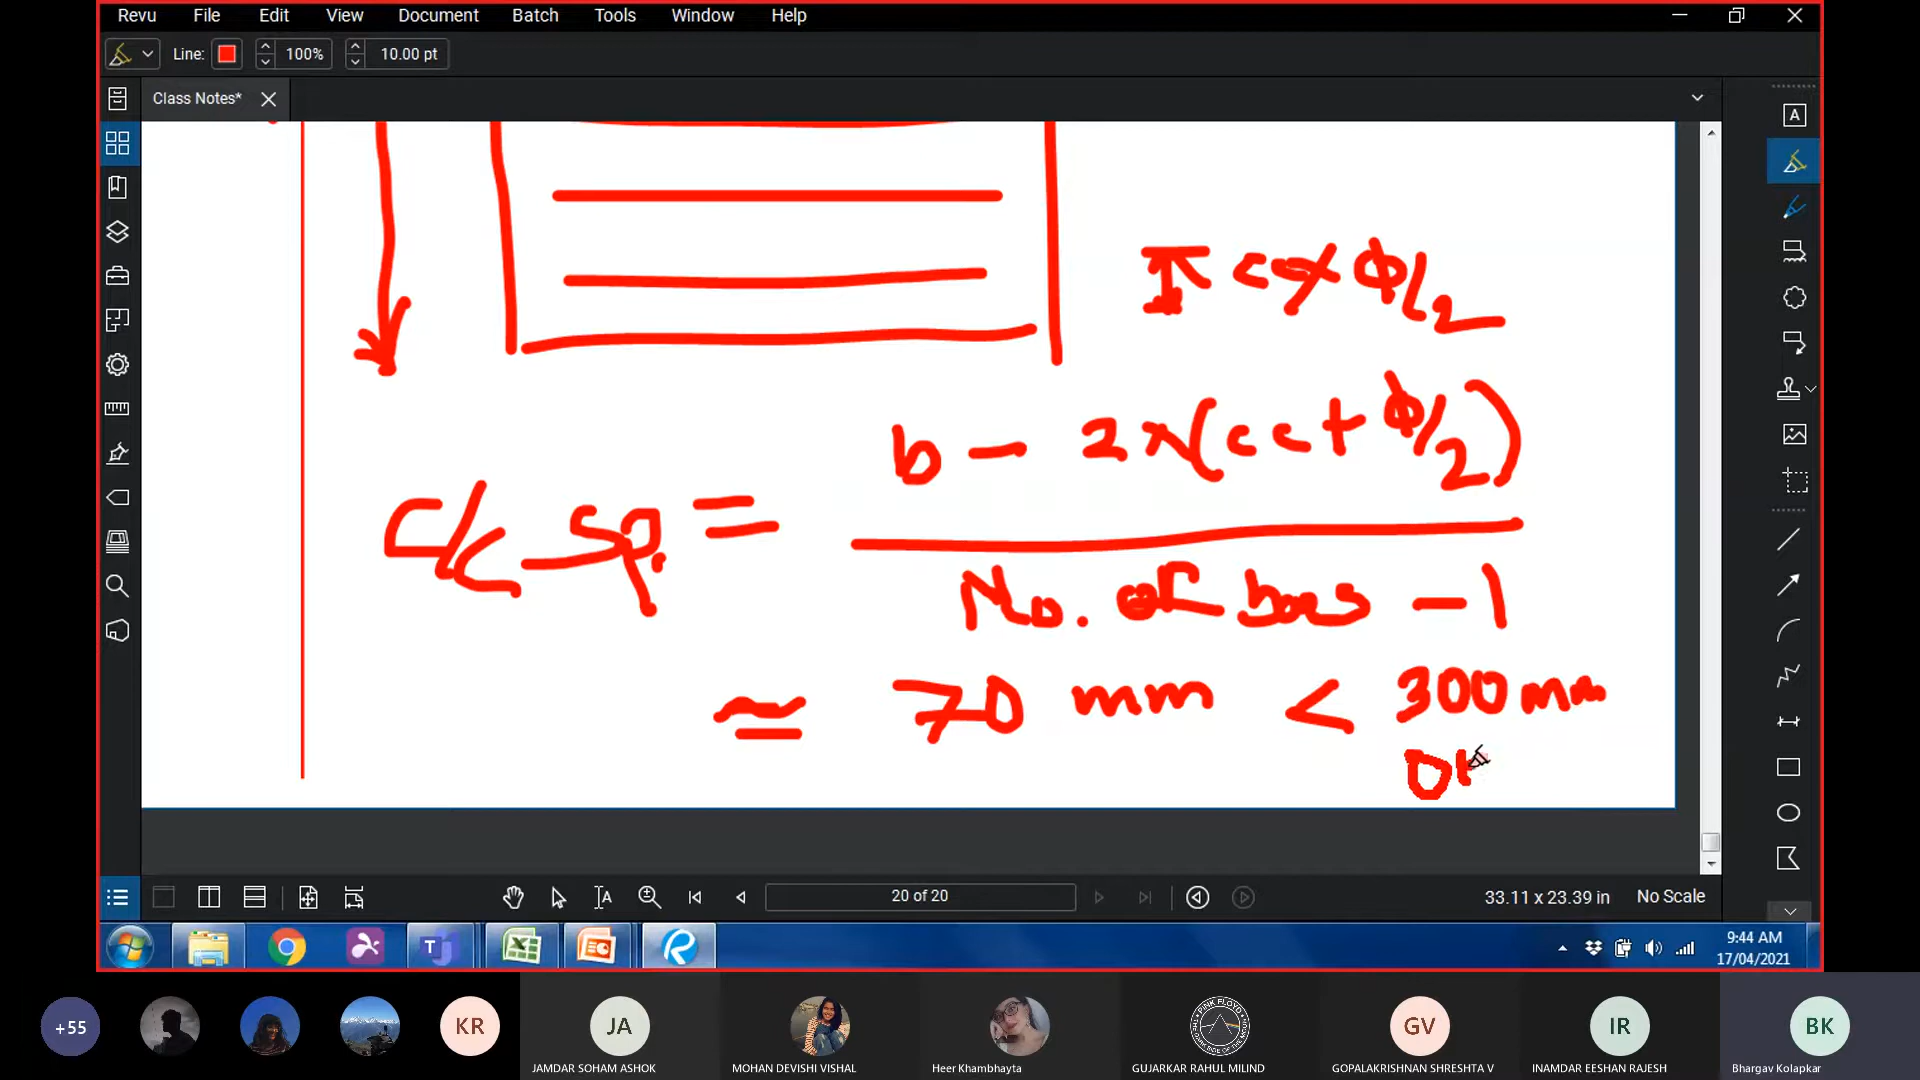 Revu File Edit View Document Batch Tools Window Help
Line: 100% 10.00 pt
Class Notes*
A
cc + Φ/2
b - 2x(cc + Φ/2)
C/C sp. =
No. of bars - 1
≃ 70 mm < 300 mm
OK
20 of 20
33.11 x 23.39 in No Scale
T
9:44 AM
17/04/2021
+55
KR
JA
GV
IR
BK
JAMDAR SOHAM ASHOK
MOHAN DEVISHI VISHAL
Heer Khambhayta
GUJARKAR RAHUL MILIND
GOPALAKRISHNAN SHRESHTA V
INAMDAR EESHAN RAJESH
Bhargav Kolapkar